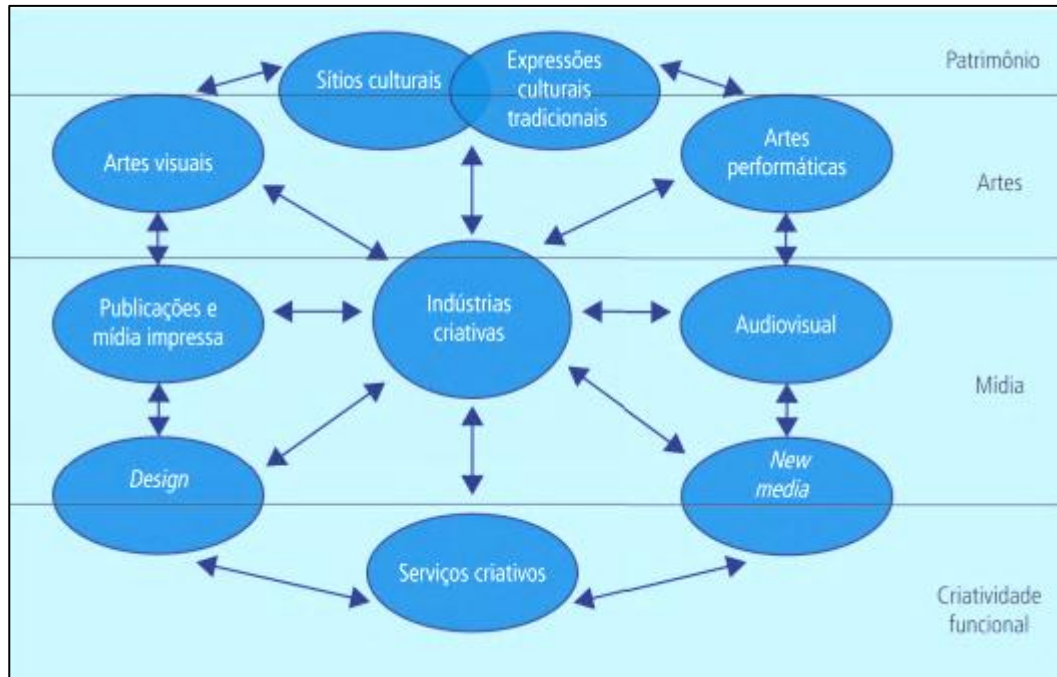 Sítios culturais
Expressões
culturais
tradicionais
Patrimônio
Artes visuais
Artes
performáticas
Artes
Publicações e
mídia impressa
Indústrias
criativas
Audiovisual
Mídia
Design
New
media
Serviços criativos
Criatividade
funcional